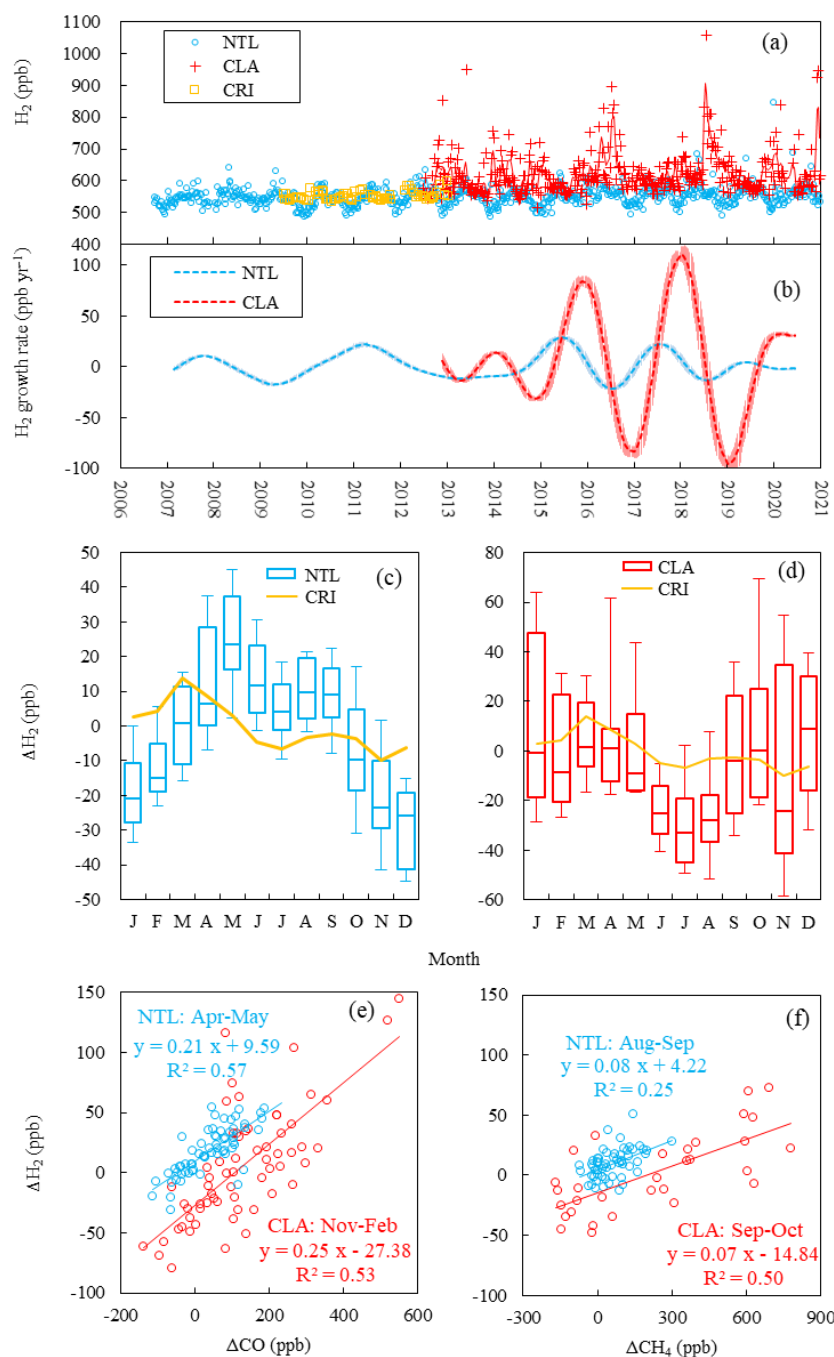 (a)
NTL
CLA
CRI
H₂ (ppb)
1100
1000
900
800
700
600
500
400
(b)
NTL
CLA
H₂ growth rate (ppb yr⁻¹)
100
50
0
-50
-100
2006
2007
2008
2009
2010
2011
2012
2013
2014
2015
2016
2017
2018
2019
2020
2021
(c)
NTL
CRI
ΔH₂ (ppb)
50
40
30
20
10
0
-10
-20
-30
-40
-50
J F M A M J J A S O N D
(d)
CLA
CRI
80
60
40
20
0
-20
-40
-60
J F M A M J J A S O N D
Month
(e)
NTL: Apr-May
y = 0.21 x + 9.59
R² = 0.57
CLA: Nov-Feb
y = 0.25 x - 27.38
R² = 0.53
ΔH₂ (ppb)
150
100
50
0
-50
-100
-200 0 200 400 600
ΔCO (ppb)
(f)
NTL: Aug-Sep
y = 0.08 x + 4.22
R² = 0.25
CLA: Sep-Oct
y = 0.07 x - 14.84
R² = 0.50
150
100
50
0
-50
-100
-300 0 300 600 900
ΔCH₄ (ppb)